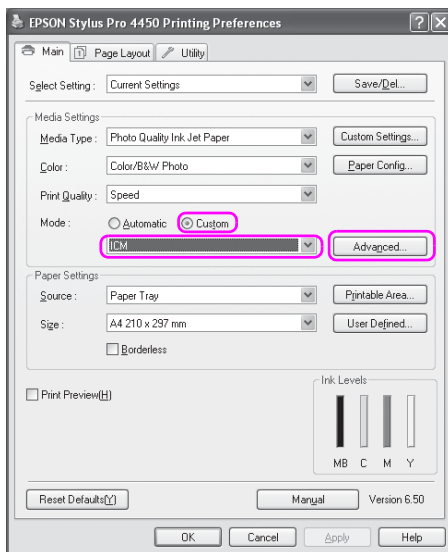 EPSON Stylus Pro 4450 Printing Preferences
Main Page Layout Utility
Select Setting : Current Settings Save/Del...
Media Settings
Media Type : Photo Quality Ink Jet Paper Custom Settings...
Color : Color/B&W Photo Paper Config...
Print Quality : Speed
Mode : Automatic Custom
ICM Advanced...
Paper Settings
Source : Paper Tray Printable Area...
Size : A4 210 x 297 mm User Defined...
Borderless
Print Preview(H)
Ink Levels
MB C M Y
Reset Defaults(Y) Manual Version 6.50
OK Cancel Apply Help